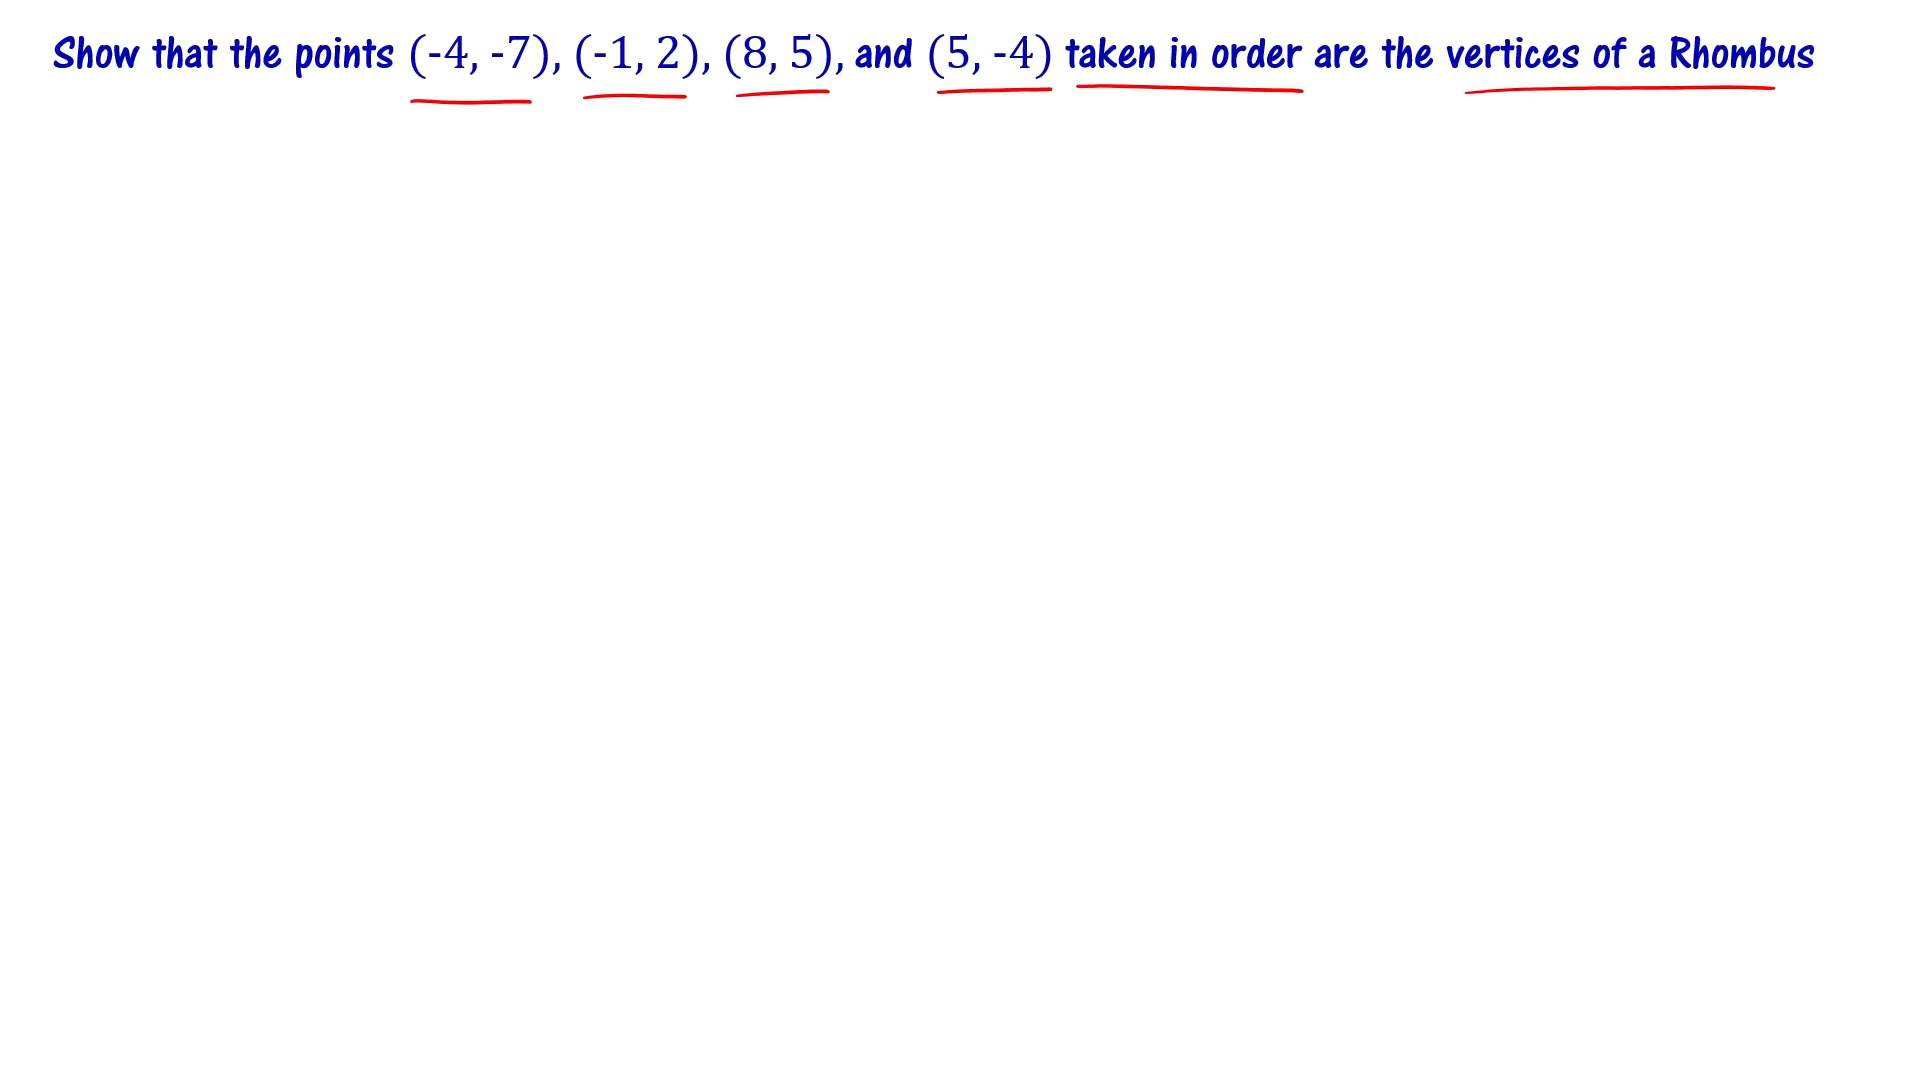 Show that the points (-4, -7), (-1, 2), (8, 5), and (5, -4) taken in order are the vertices of a Rhombus